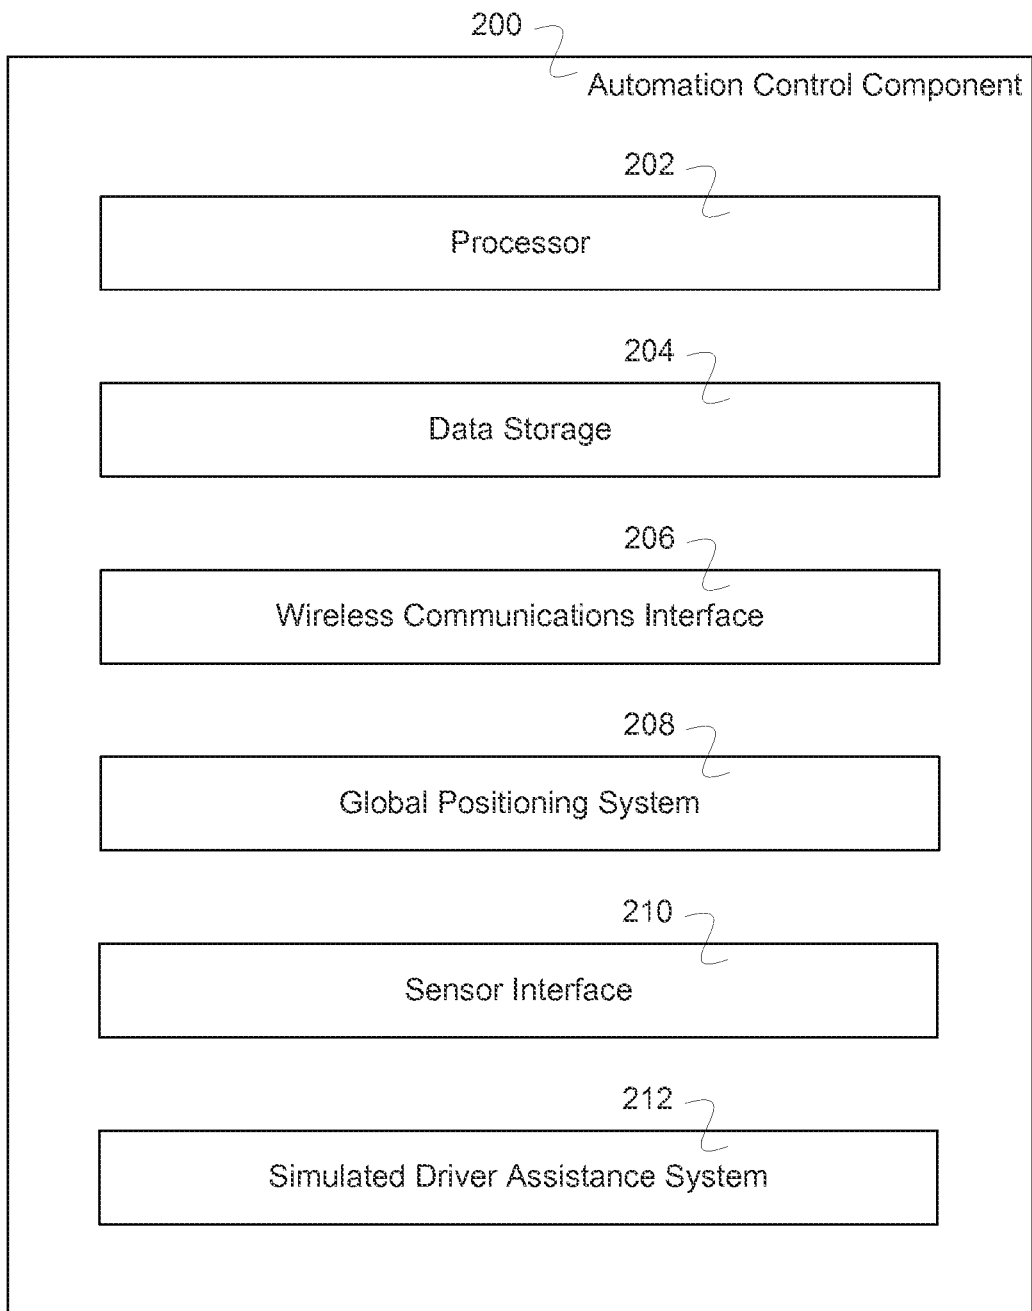 200
Automation Control Component
202
Processor
204
Data Storage
206
Wireless Communications Interface
208
Global Positioning System
210
Sensor Interface
212
Simulated Driver Assistance System